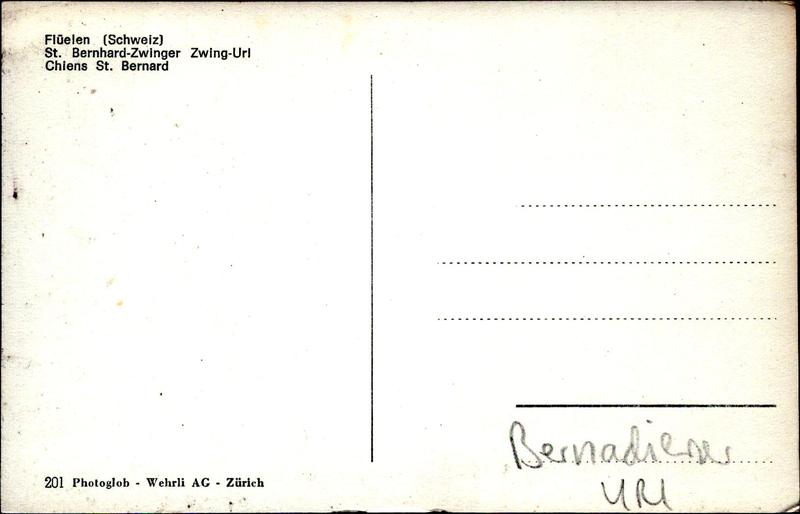 Flüelen (Schweiz)
St. Bernhard-Zwinger Zwing-Uri
Chiens St. Bernard
201 Photoglob - Wehrli AG - Zürich
Bernadiener
URI